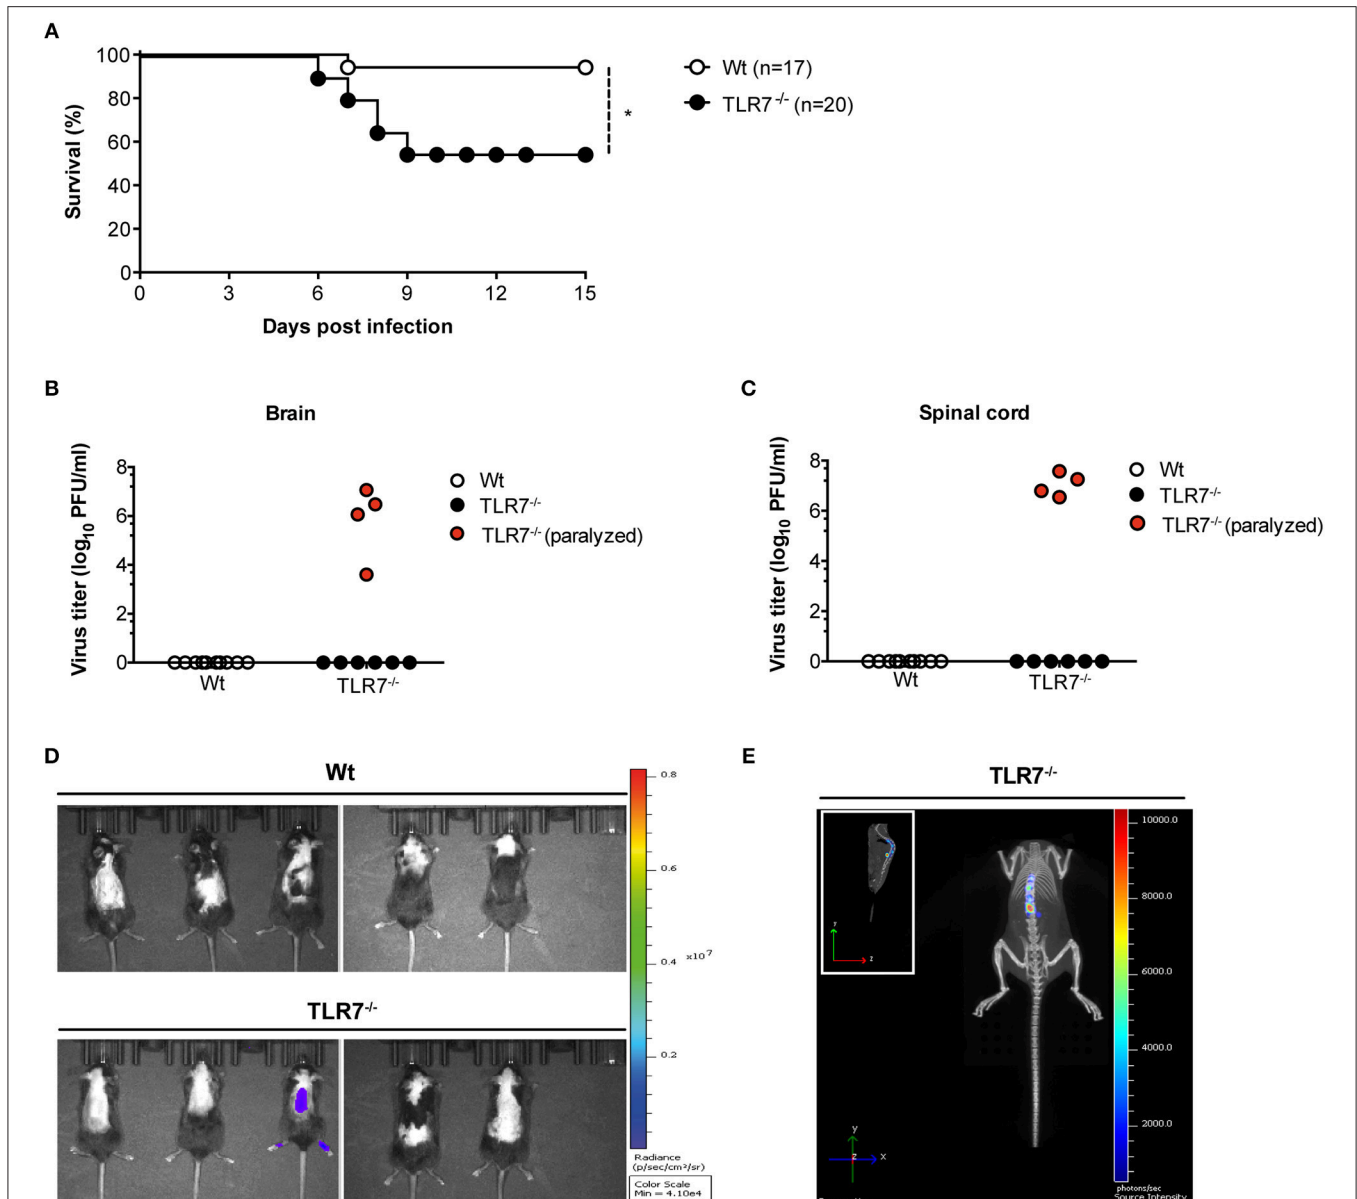 A
100
80
60
40
20
0
Survival (%)
0 3 6 9 12 15
Days post infection
Wt (n=17)
TLR7-/- (n=20)
*
B
Brain
8
6
4
2
0
Virus titer (log10 PFU/ml)
Wt
TLR7-/-
Wt
TLR7-/-
TLR7-/- (paralyzed)
C
Spinal cord
8
6
4
2
0
Virus titer (log10 PFU/ml)
Wt
TLR7-/-
Wt
TLR7-/-
TLR7-/- (paralyzed)
D
Wt
TLR7-/-
0.8
0.6
0.4
x10 7
0.2
Radiance
(p/sec/cm²/sr)
Color Scale
Min = 4.10e4
E
TLR7-/-
Y
z
10000.0
8000.0
6000.0
4000.0
2000.0
y
z
x
photons/sec
Source Intensity